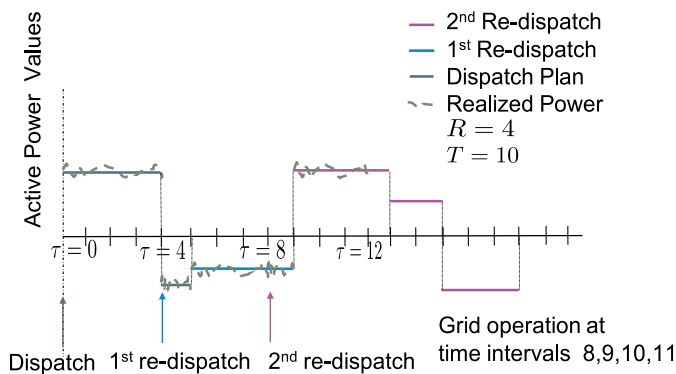 2nd Re-dispatch
1st Re-dispatch
Dispatch Plan
Realized Power
R = 4
T = 10
Active Power Values
τ = 0
τ = 4
τ = 8
τ = 12
Dispatch
1st re-dispatch
2nd re-dispatch
Grid operation at
time intervals 8,9,10,11